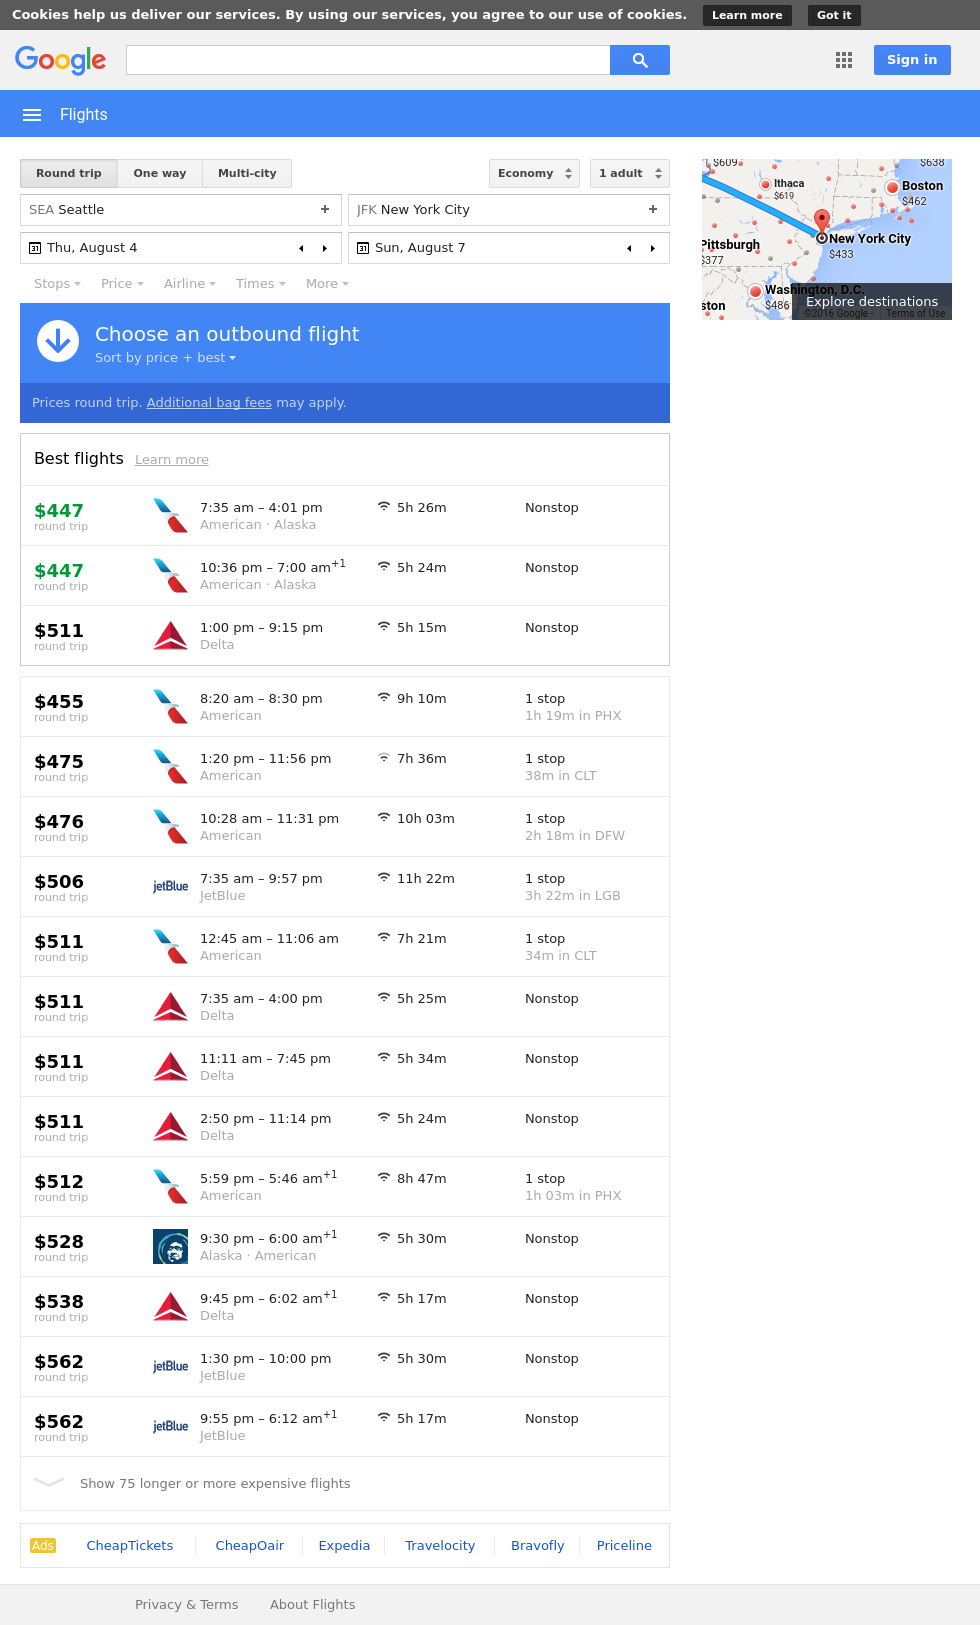 Cookies help us deliver our services. By using our services, you agree to our use of cookies. Learn more Got it
Google Sign in
Flights
Round trip One way Multi-city Economy 1 adult
SEA Seattle + JFK New York City +
31 Thu, August 4 31 Sun, August 7
Stops Price Airline Times More
Choose an outbound flight
Sort by price + best
Prices round trip. Additional bag fees may apply.
$609 $638
Ithaca
$619
Boston
$462
New York City
$433
Pittsburgh
$377
Washington, D.C.
$486
ston
Explore destinations
©2016 Google - Terms of Use
Best flights Learn more
$447 7:35 am – 4:01 pm 5h 26m Nonstop
round trip American · Alaska
$447 10:36 pm – 7:00 am+1 5h 24m Nonstop
round trip American · Alaska
$511 1:00 pm – 9:15 pm 5h 15m Nonstop
round trip Delta
$455 8:20 am – 8:30 pm 9h 10m 1 stop
round trip American 1h 19m in PHX
$475 1:20 pm – 11:56 pm 7h 36m 1 stop
round trip American 38m in CLT
$476 10:28 am – 11:31 pm 10h 03m 1 stop
round trip American 2h 18m in DFW
$506 jetBlue 7:35 am – 9:57 pm 11h 22m 1 stop
round trip JetBlue 3h 22m in LGB
$511 12:45 am – 11:06 am 7h 21m 1 stop
round trip American 34m in CLT
$511 7:35 am – 4:00 pm 5h 25m Nonstop
round trip Delta
$511 11:11 am – 7:45 pm 5h 34m Nonstop
round trip Delta
$511 2:50 pm – 11:14 pm 5h 24m Nonstop
round trip Delta
$512 5:59 pm – 5:46 am+1 8h 47m 1 stop
round trip American 1h 03m in PHX
$528 9:30 pm – 6:00 am+1 5h 30m Nonstop
round trip Alaska · American
$538 9:45 pm – 6:02 am+1 5h 17m Nonstop
round trip Delta
$562 jetBlue 1:30 pm – 10:00 pm 5h 30m Nonstop
round trip JetBlue
$562 jetBlue 9:55 pm – 6:12 am+1 5h 17m Nonstop
round trip JetBlue
Show 75 longer or more expensive flights
Ads CheapTickets CheapOair Expedia Travelocity Bravofly Priceline
Privacy & Terms About Flights